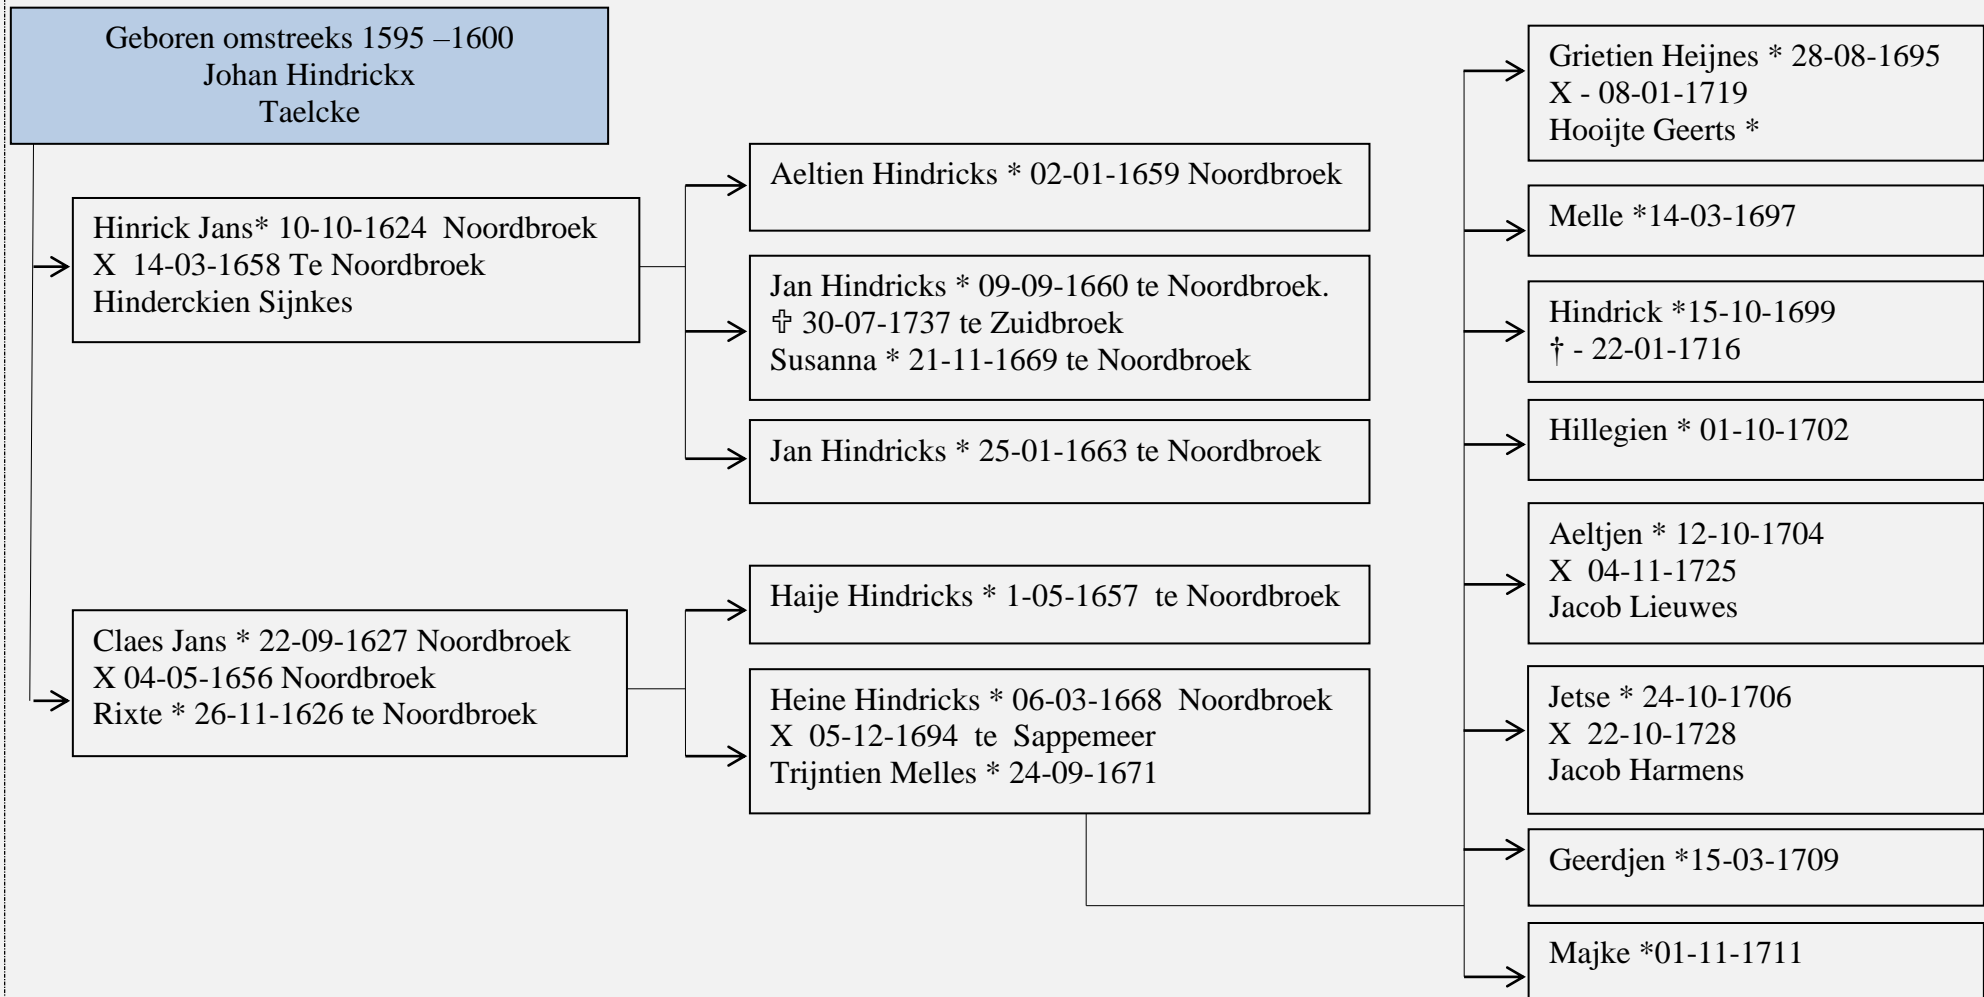 Geboren omstreeks 1595 –1600
Johan Hindrickx
Taelcke
Hinrick Jans* 10-10-1624 Noordbroek
X 14-03-1658 Te Noordbroek
Hinderckien Sijnkes
Claes Jans * 22-09-1627 Noordbroek
X 04-05-1656 Noordbroek
Rixte * 26-11-1626 te Noordbroek
Aeltien Hindricks * 02-01-1659 Noordbroek
Jan Hindricks * 09-09-1660 te Noordbroek.
✞ 30-07-1737 te Zuidbroek
Susanna * 21-11-1669 te Noordbroek
Jan Hindricks * 25-01-1663 te Noordbroek
Haije Hindricks * 1-05-1657 te Noordbroek
Heine Hindricks * 06-03-1668 Noordbroek
X 05-12-1694 te Sappemeer
Trijntien Melles * 24-09-1671
Grietien Heijnes * 28-08-1695
X - 08-01-1719
Hooijte Geerts *
Melle *14-03-1697
Hindrick *15-10-1699
† - 22-01-1716
Hillegien * 01-10-1702
Aeltjen * 12-10-1704
X 04-11-1725
Jacob Lieuwes
Jetse * 24-10-1706
X 22-10-1728
Jacob Harmens
Geerdjen *15-03-1709
Majke *01-11-1711